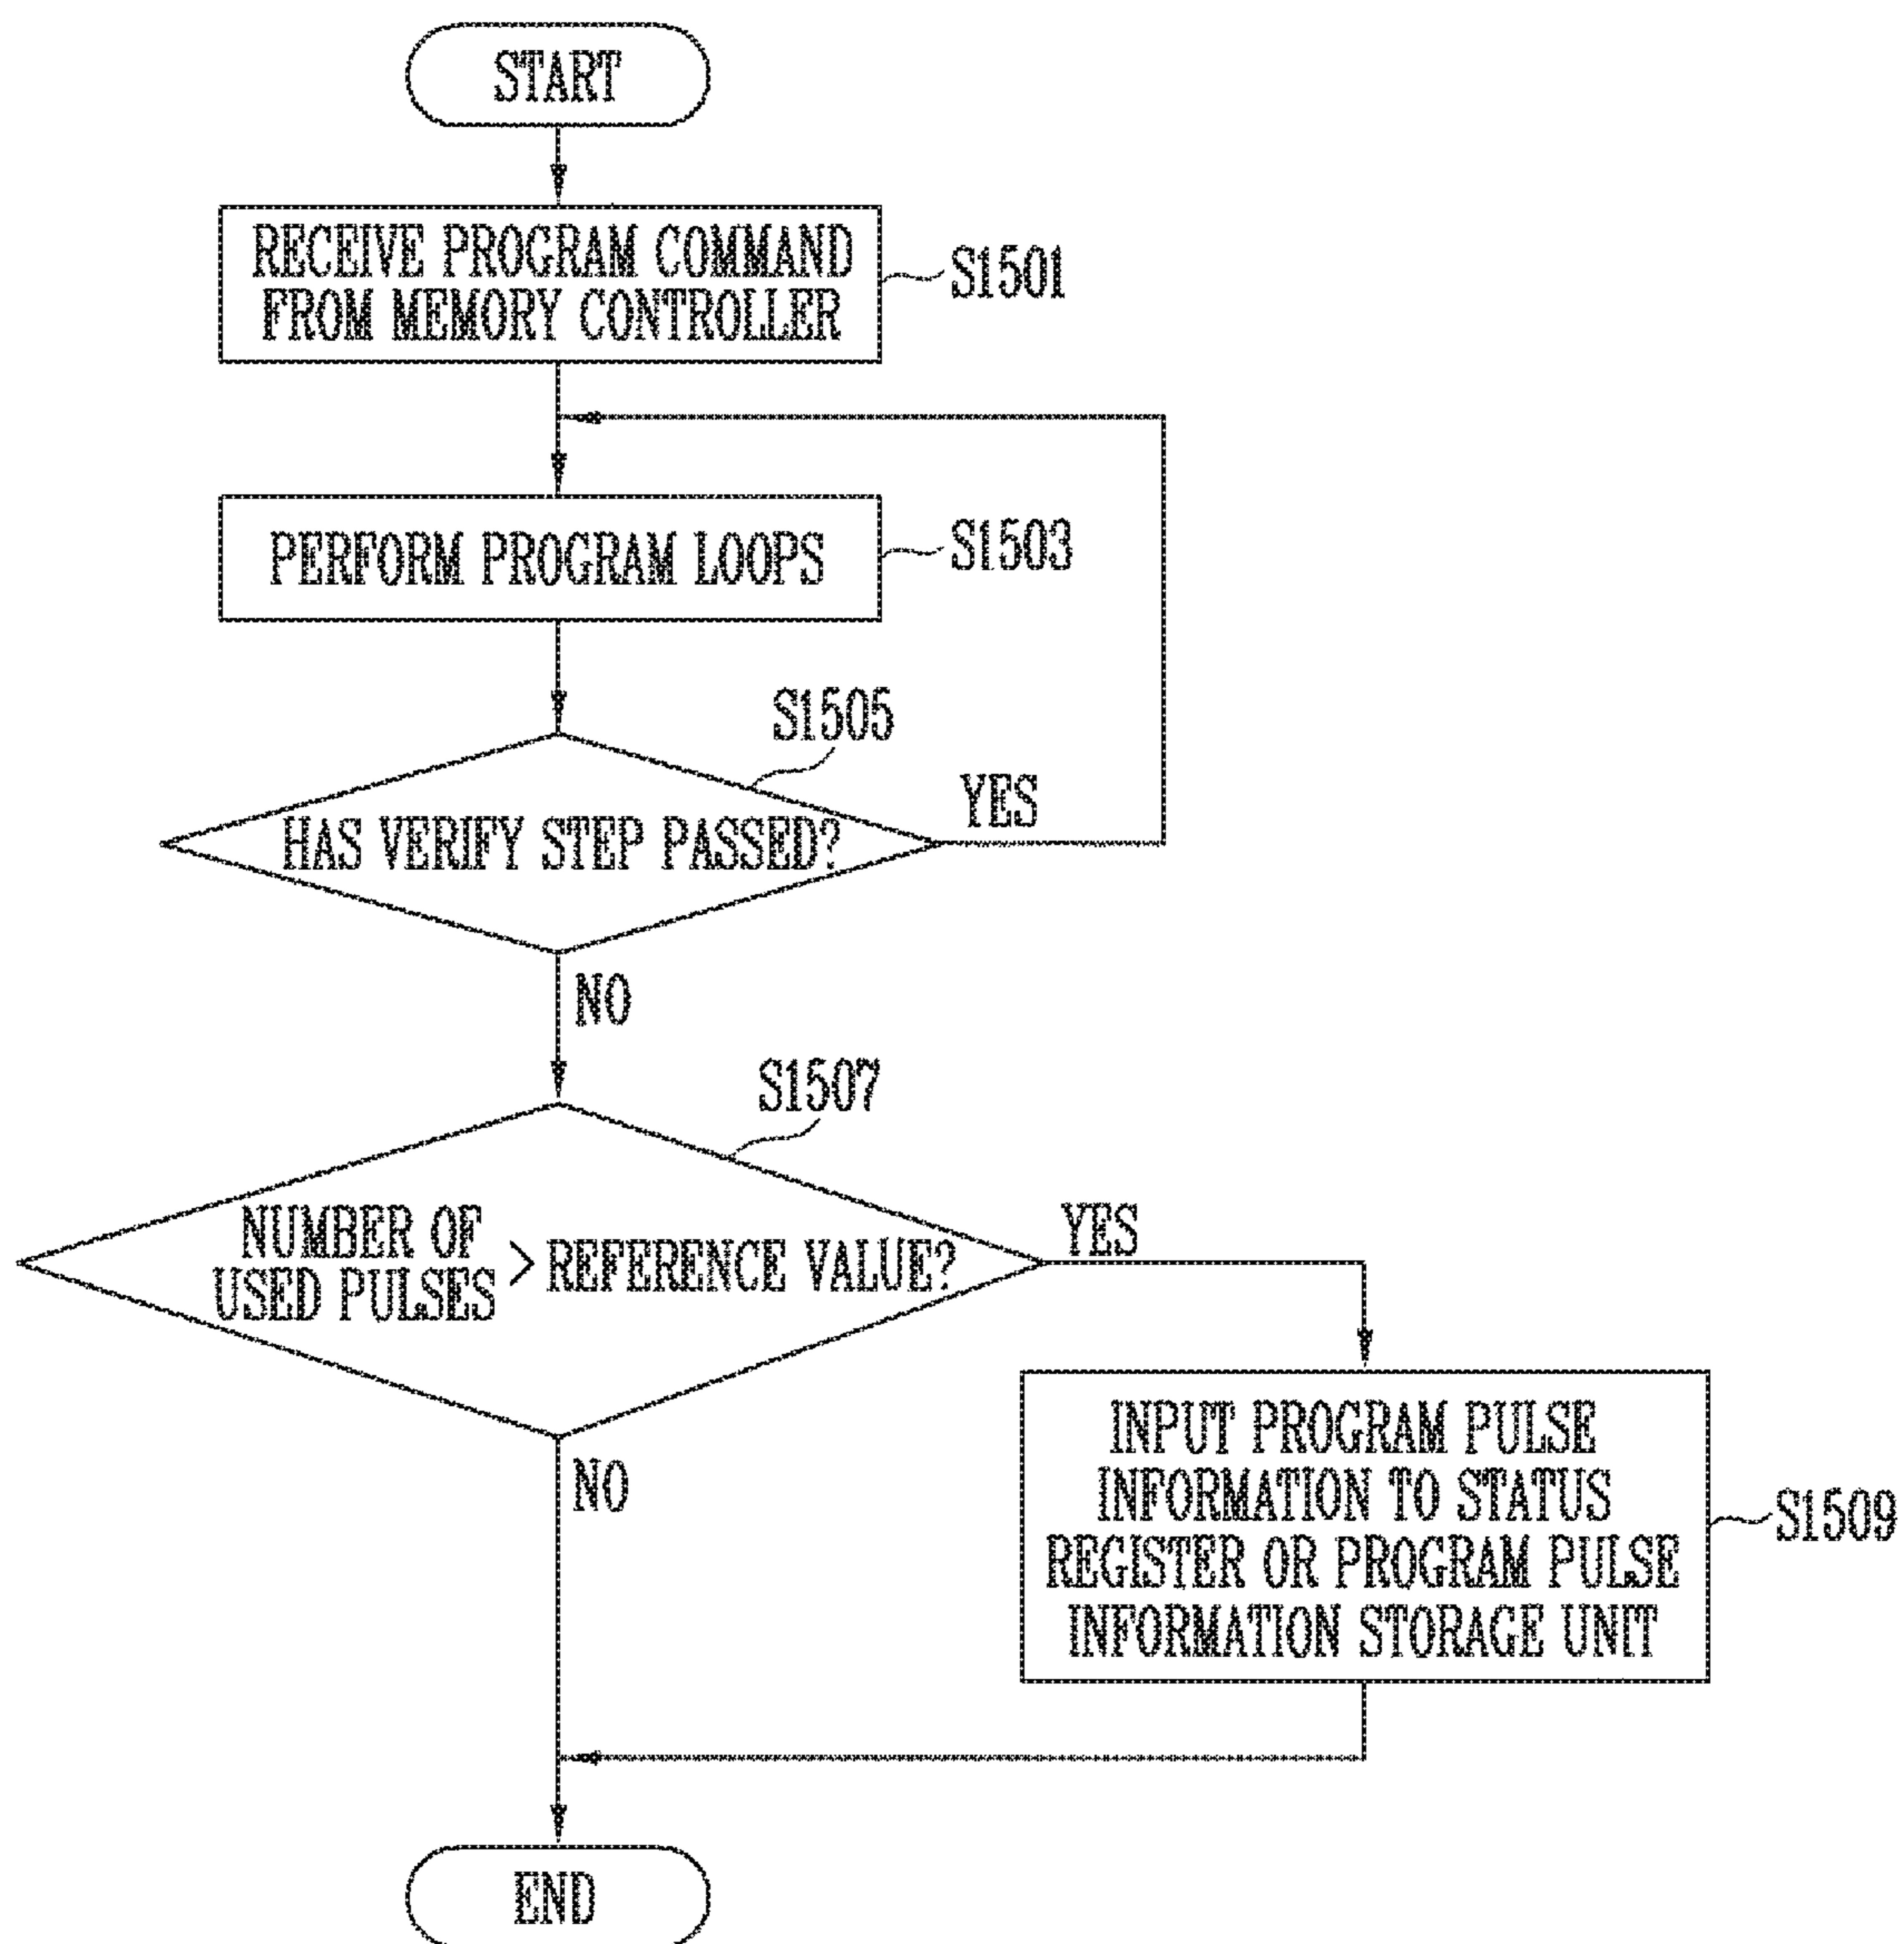 START
RECEIVE PROGRAM COMMAND
FROM MEMORY CONTROLLER
S1501
PERFORM PROGRAM LOOPS
S1503
S1505
HAS VERIFY STEP PASSED?
YES
NO
S1507
NUMBER OF
USED PULSES > REFERENCE VALUE?
YES
NO
INPUT PROGRAM PULSE
INFORMATION TO STATUS
REGISTER OR PROGRAM PULSE
INFORMATION STORAGE UNIT
S1509
END